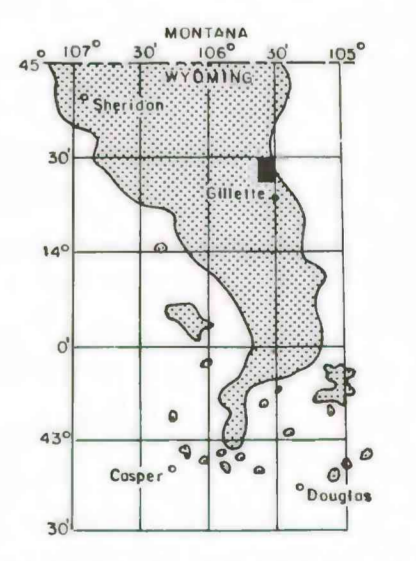 MONTANA
107° 30' 106° 30' 105°
45° WYOMING
Sheridan
30'
Gillette
14°
0'
43°
Casper
Douglas
30'